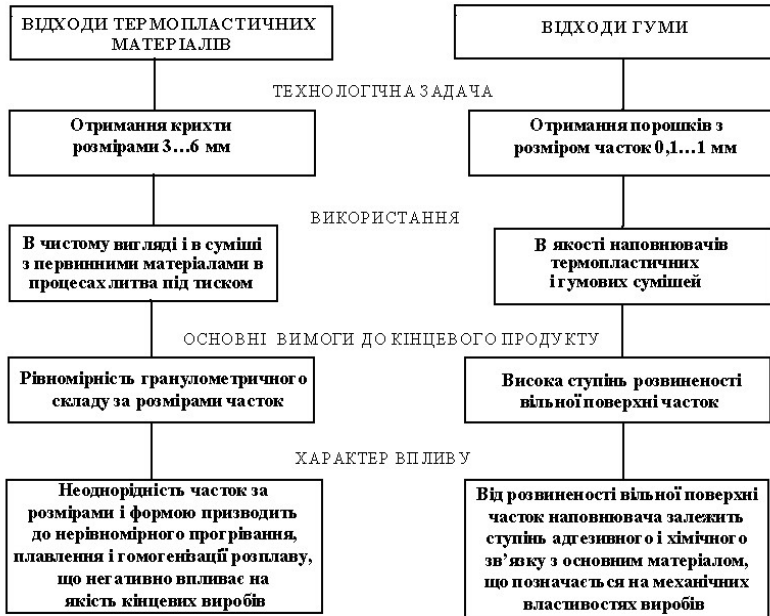 ВІДХОДИ ТЕРМОПЛАСТИЧНИХ
МАТЕРІАЛІВ
ВІДХОДИ ГУМИ
ТЕХНОЛОГІЧНА ЗАДАЧА
Отримання крихти
розмірами 3...6 мм
Отримання порошків з
розміром часток 0,1...1 мм
ВИКОРИСТАННЯ
В чистому вигляді і в суміші
з первинними матеріалами в
процесах литва під тиском
В якості наповнювачів
термопластичних
і гумових сумішей
ОСНОВНІ ВИМОГИ ДО КІНЦЕВОГО ПРОДУКТУ
Рівномірність гранулометричного
складу за розмірами часток
Висока ступінь розвиненості
вільної поверхні часток
ХАРАКТЕР ВПЛИВУ
Неоднорідність часток за
розмірами і формою призводить
до нерівномірного прогрівання,
плавлення і гомогенізації розплаву,
що негативно впливає на
якість кінцевих виробів
Від розвиненості вільної поверхні
часток наповнювача залежить
ступінь адгезивного і хімічного
зв’язку з основним матеріалом,
що позначається на механічних
властивостях виробів